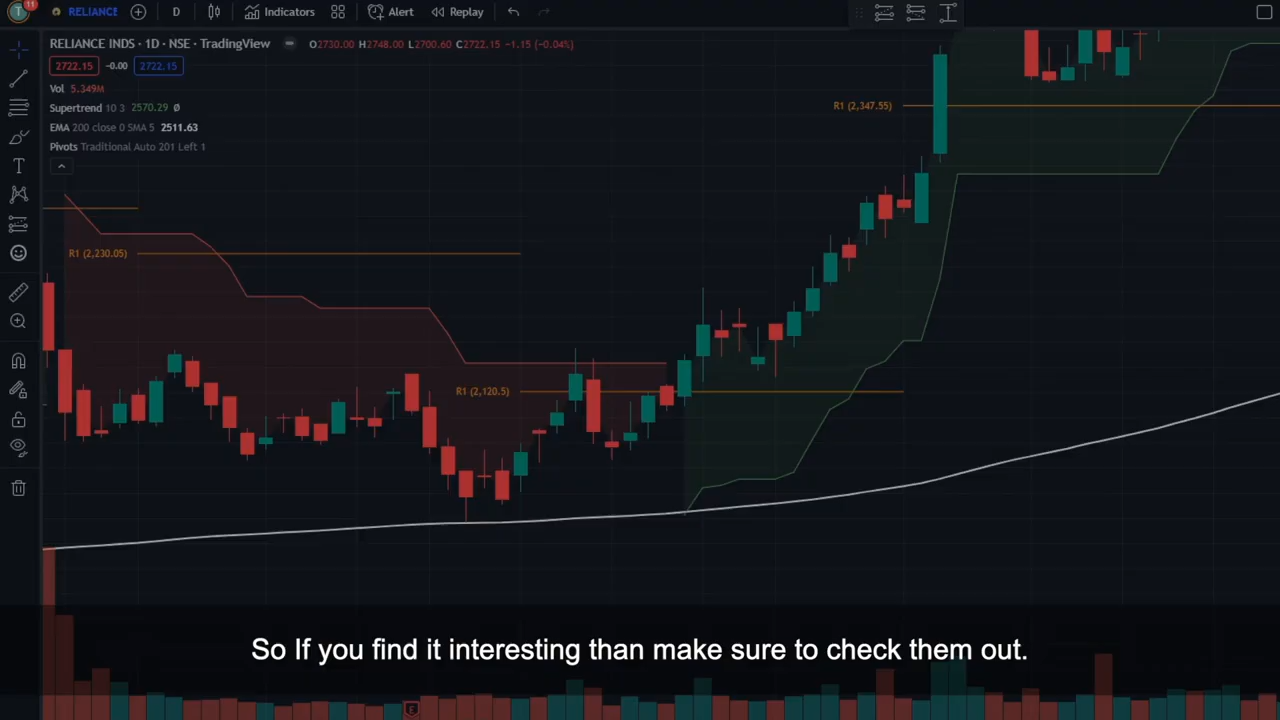 T 11 RELIANCE D Indicators Alert Replay
RELIANCE INDS · 1D · NSE · TradingView O2730.00 H2748.00 L2700.60 C2722.15 −1.15 (−0.04%)
2722.15 -0.00 2722.15
Vol 5.349M
Supertrend 10 3 2570.29 Ø
EMA 200 close 0 SMA 5 2511.63
Pivots Traditional Auto 201 Left 1
R1 (2,347.55)
R1 (2,230.05)
R1 (2,120.5)
So If you find it interesting than make sure to check them out.
E